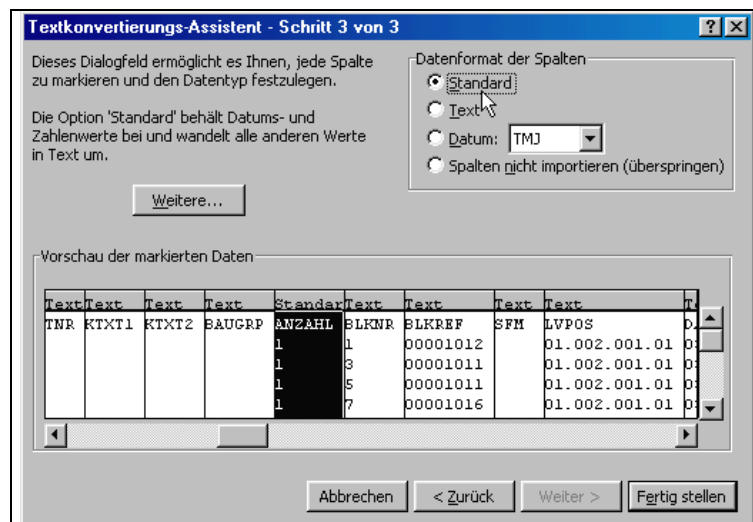 Textkonvertierungs-Assistent - Schritt 3 von 3
Dieses Dialogfeld ermöglicht es Ihnen, jede Spalte
zu markieren und den Datentyp festzulegen.
Die Option 'Standard' behält Datums- und
Zahlenwerte bei und wandelt alle anderen Werte
in Text um.
Weitere...
Datenformat der Spalten
Standard
Text
Datum: TMJ
Spalten nicht importieren (überspringen)
Vorschau der markierten Daten
Text Text Text Text Standar Text Text Text Text
TNR KTXT1 KTXT2 BAUGRP ANZAHL BLKNR BLKREF SFM LVPOS
1 1 00001012 01.002.001.01
1 3 00001011 01.002.001.01
1 5 00001011 01.002.001.01
1 7 00001016 01.002.001.01
Abbrechen < Zurück Weiter > Fertig stellen